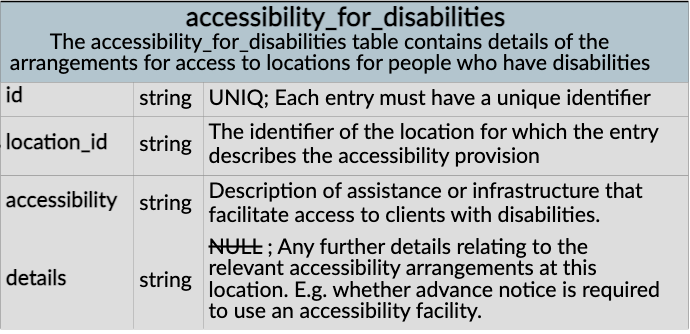 accessibility_for_disabilities
The accessibility_for_disabilities table contains details of the
arrangements for access to locations for people who have disabilities
id string UNIQ; Each entry must have a unique identifier
location_id string The identifier of the location for which the entry
describes the accessibility provision
accessibility string Description of assistance or infrastructure that
facilitate access to clients with disabilities.
details string NULL ; Any further details relating to the
relevant accessibility arrangements at this
location. E.g. whether advance notice is required
to use an accessibility facility.